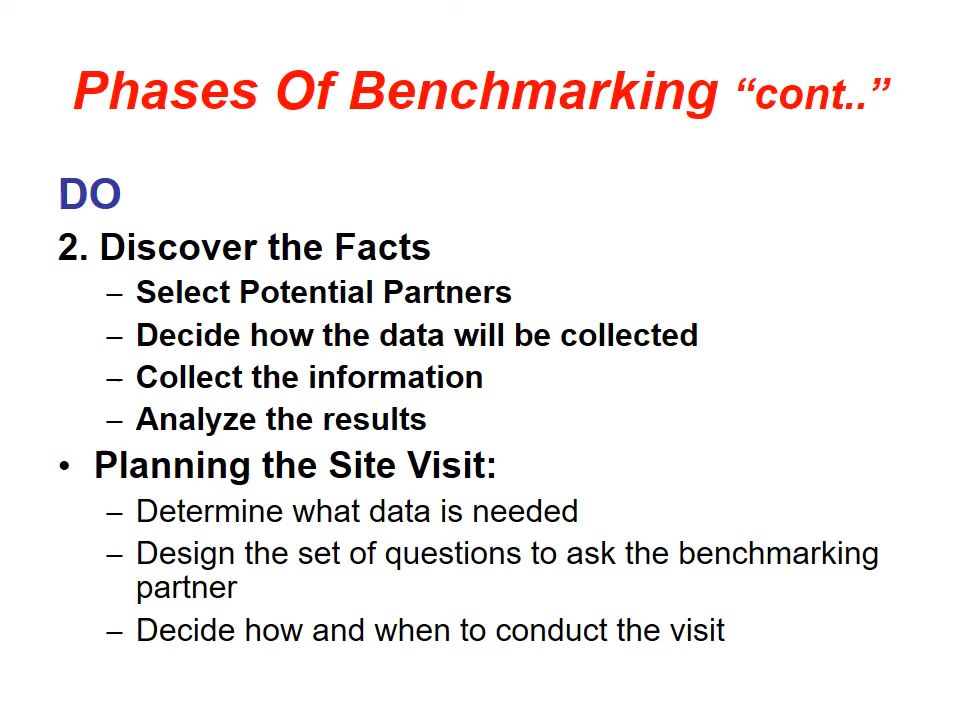 Phases Of Benchmarking “cont..”
DO
2. Discover the Facts
– Select Potential Partners
– Decide how the data will be collected
– Collect the information
– Analyze the results
• Planning the Site Visit:
– Determine what data is needed
– Design the set of questions to ask the benchmarking
partner
– Decide how and when to conduct the visit